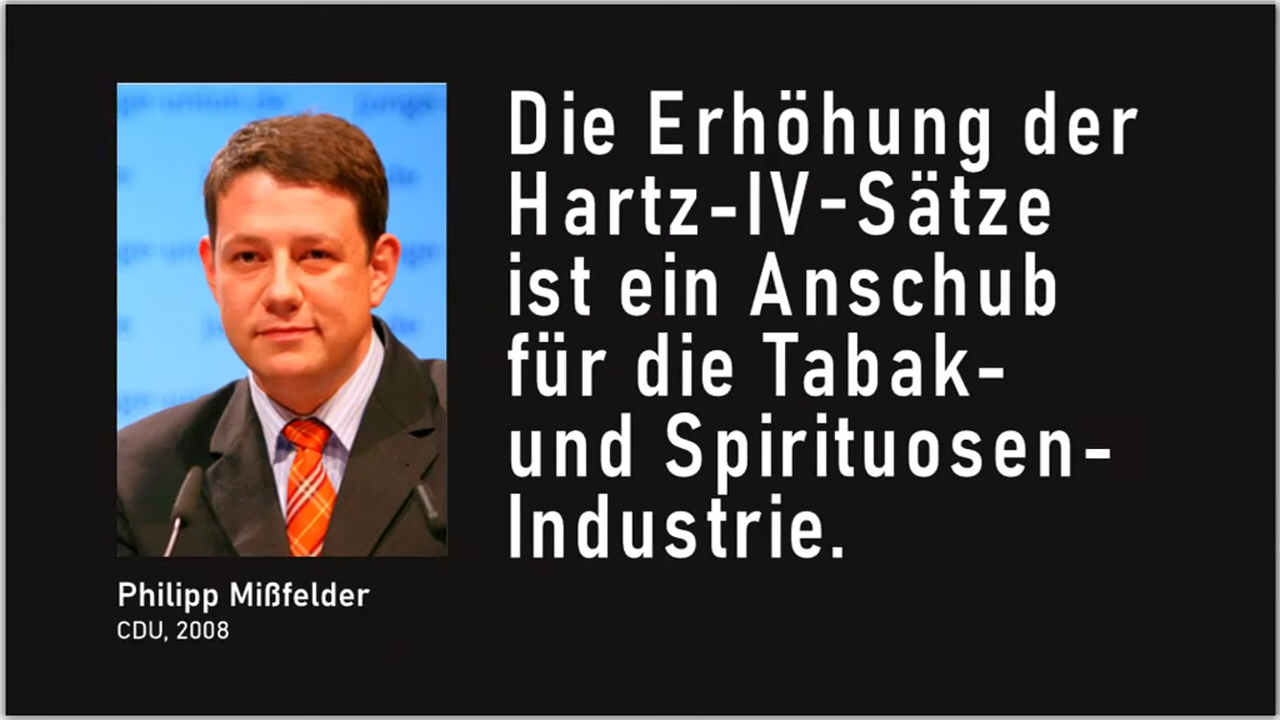 Die Erhöhung der
Hartz-IV-Sätze
ist ein Anschub
für die Tabak-
und Spirituosen-
Industrie.
Philipp Mißfelder
CDU, 2008